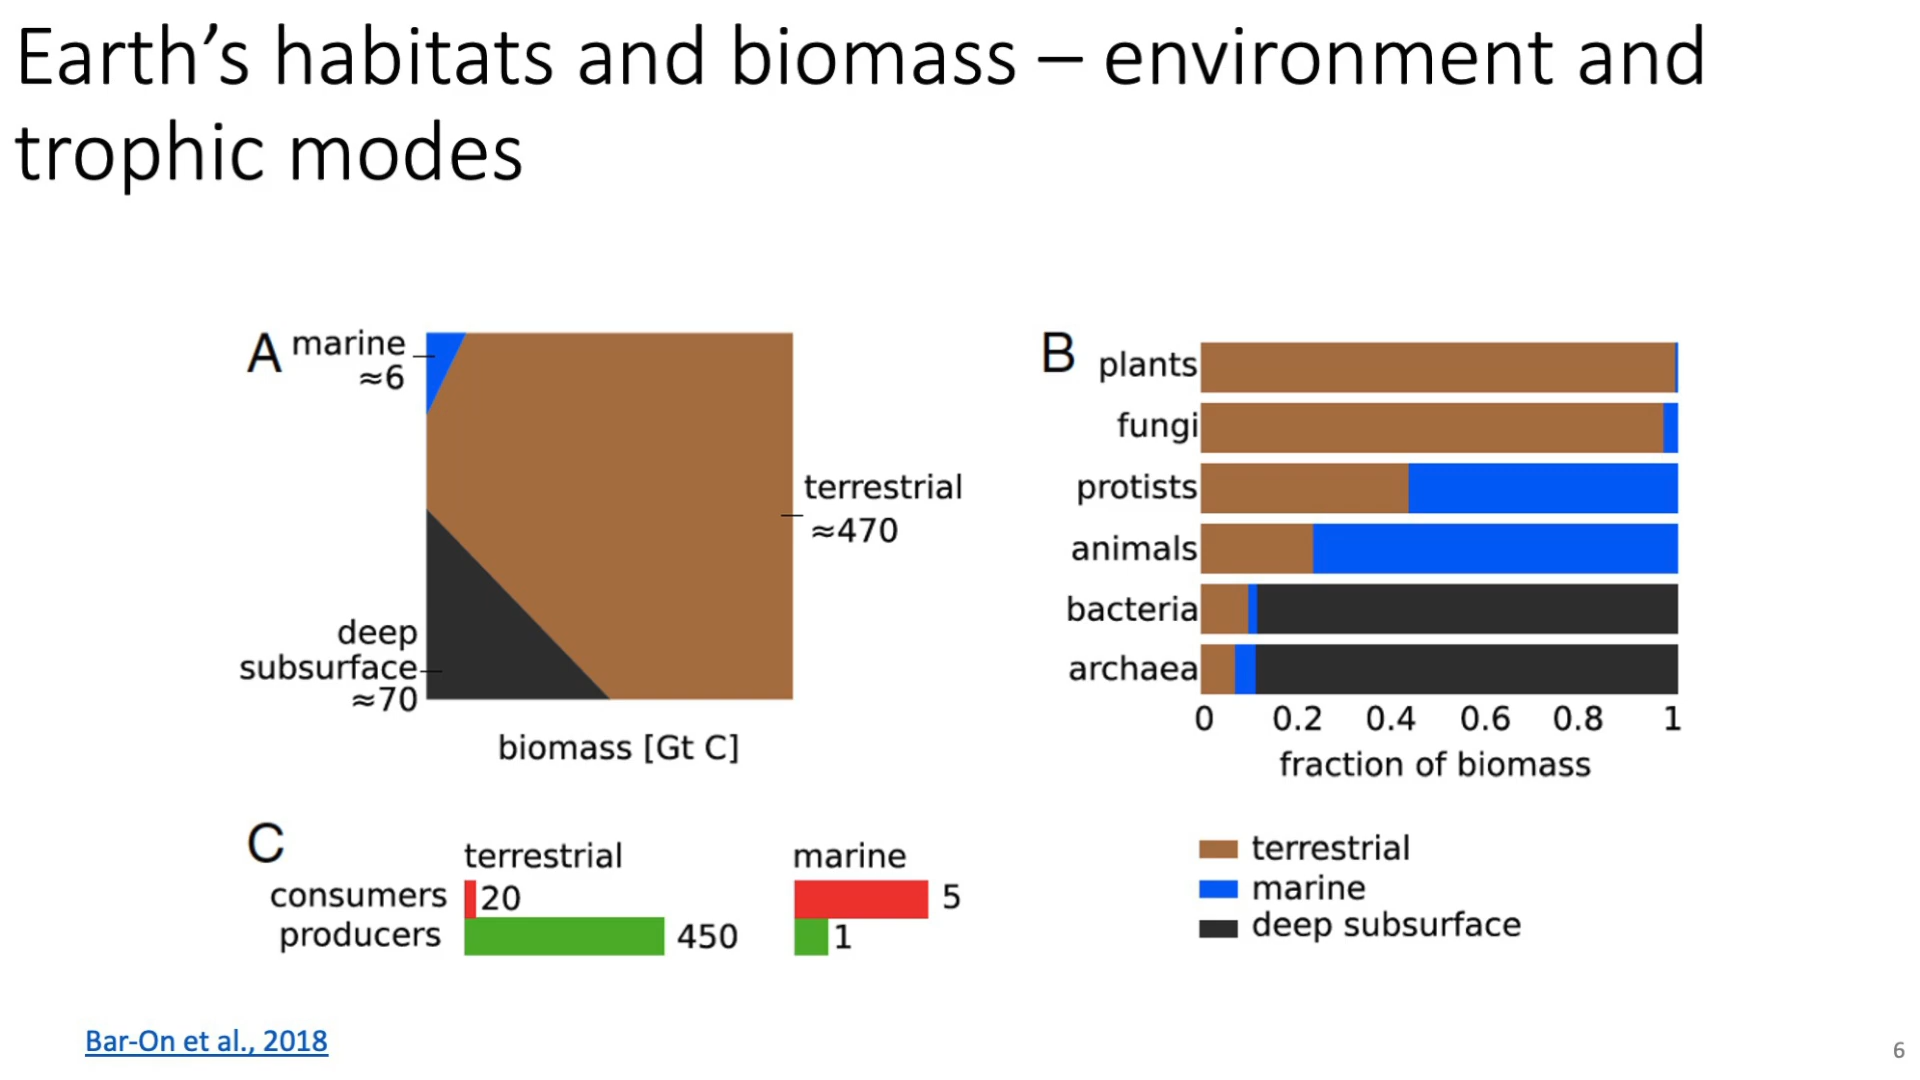 Earth’s habitats and biomass – environment and
trophic modes
A
marine
≈6
terrestrial
≈470
deep
subsurface
≈70
biomass [Gt C]
B
plants
fungi
protists
animals
bacteria
archaea
0 0.2 0.4 0.6 0.8 1
fraction of biomass
C
terrestrial marine
consumers 20 5
producers 450 1
terrestrial
marine
deep subsurface
Bar-On et al., 2018
6